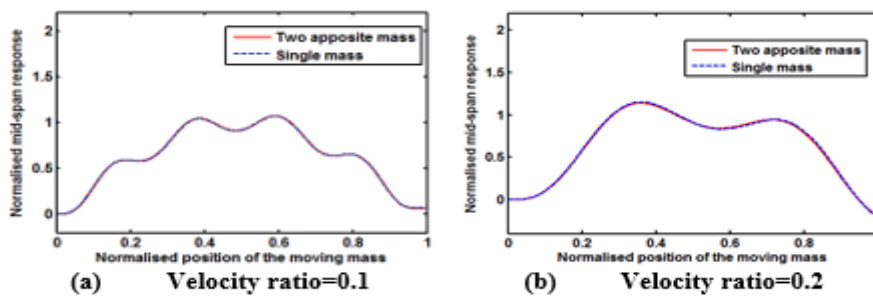 2
Two apposite mass
Single mass
1.5
1
0.5
0
Normalised mid-span response
0 0.2 0.4 0.6 0.8 1
Normalised position of the moving mass
(a) Velocity ratio=0.1
2
Two apposite mass
Single mass
1.5
1
0.5
0
Normalised mid-span response
0 0.2 0.4 0.6 0.8
Normalised position of the moving mass
(b) Velocity ratio=0.2